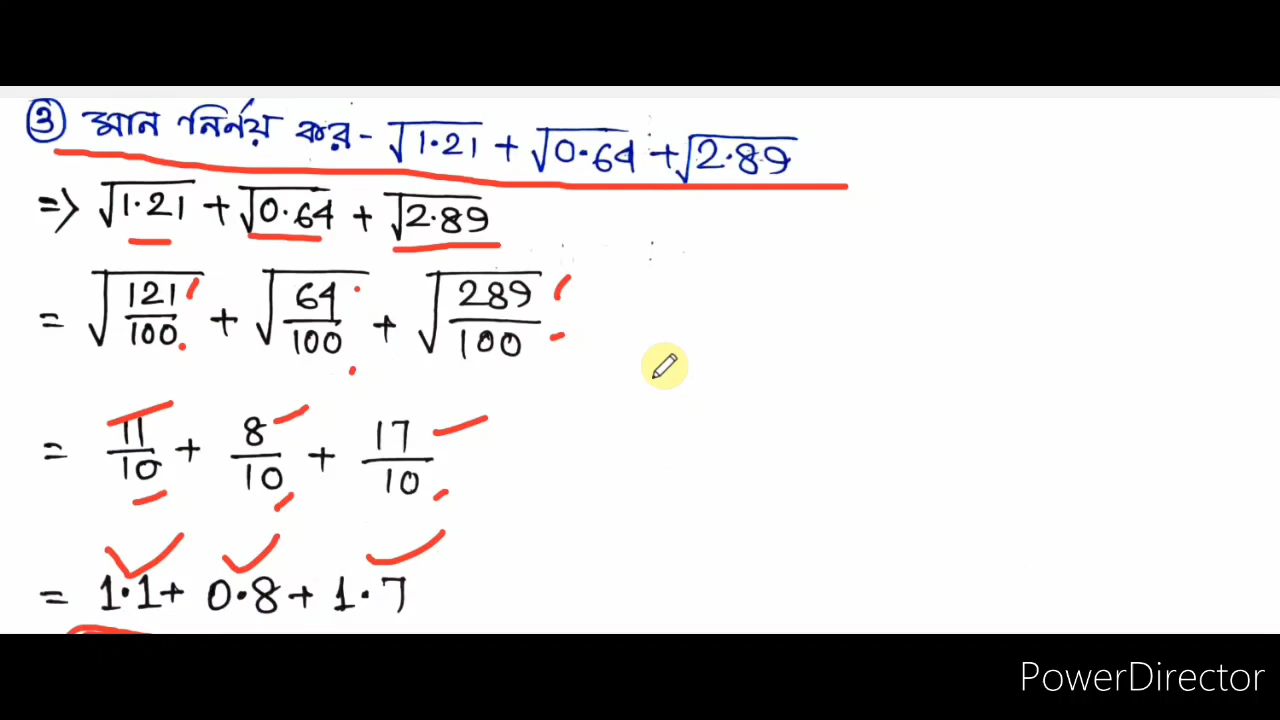 ③ মান নির্ণয় কর - √1.21 + √0.64 + √2.89
=> √1.21 + √0.64 + √2.89
= √121/100 + √64/100 + √289/100
= 11/10 + 8/10 + 17/10
= 1.1 + 0.8 + 1.7
PowerDirector